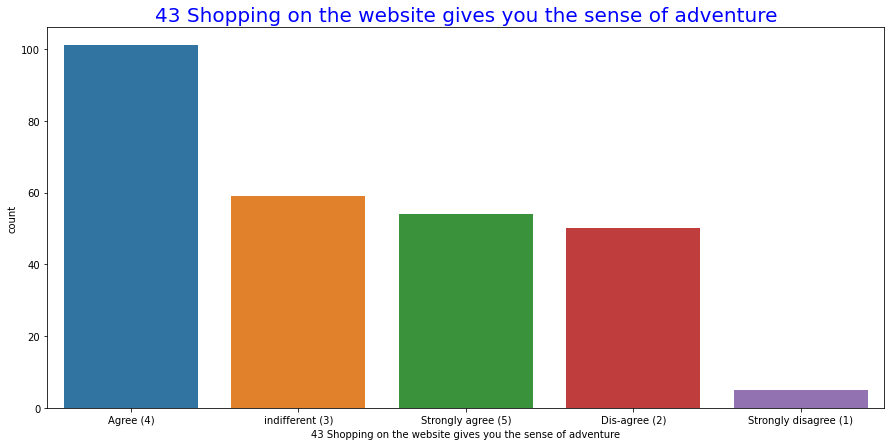 43 Shopping on the website gives you the sense of adventure
100
80
60
40
20
0
count
Agree (4)
indifferent (3)
Strongly agree (5)
Dis-agree (2)
Strongly disagree (1)
43 Shopping on the website gives you the sense of adventure